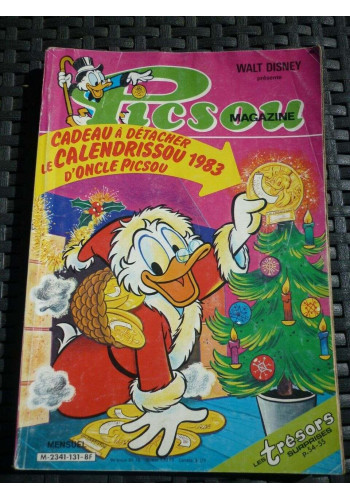 WALT DISNEY
présente
Picsou
MAGAZINE
CADEAU À DÉTACHER
LE CALENDRISSOU 1983
D'ONCLE PICSOU
LES trésors
SURPRISES
P-54-55
MENSUEL
M-2341-131-8F